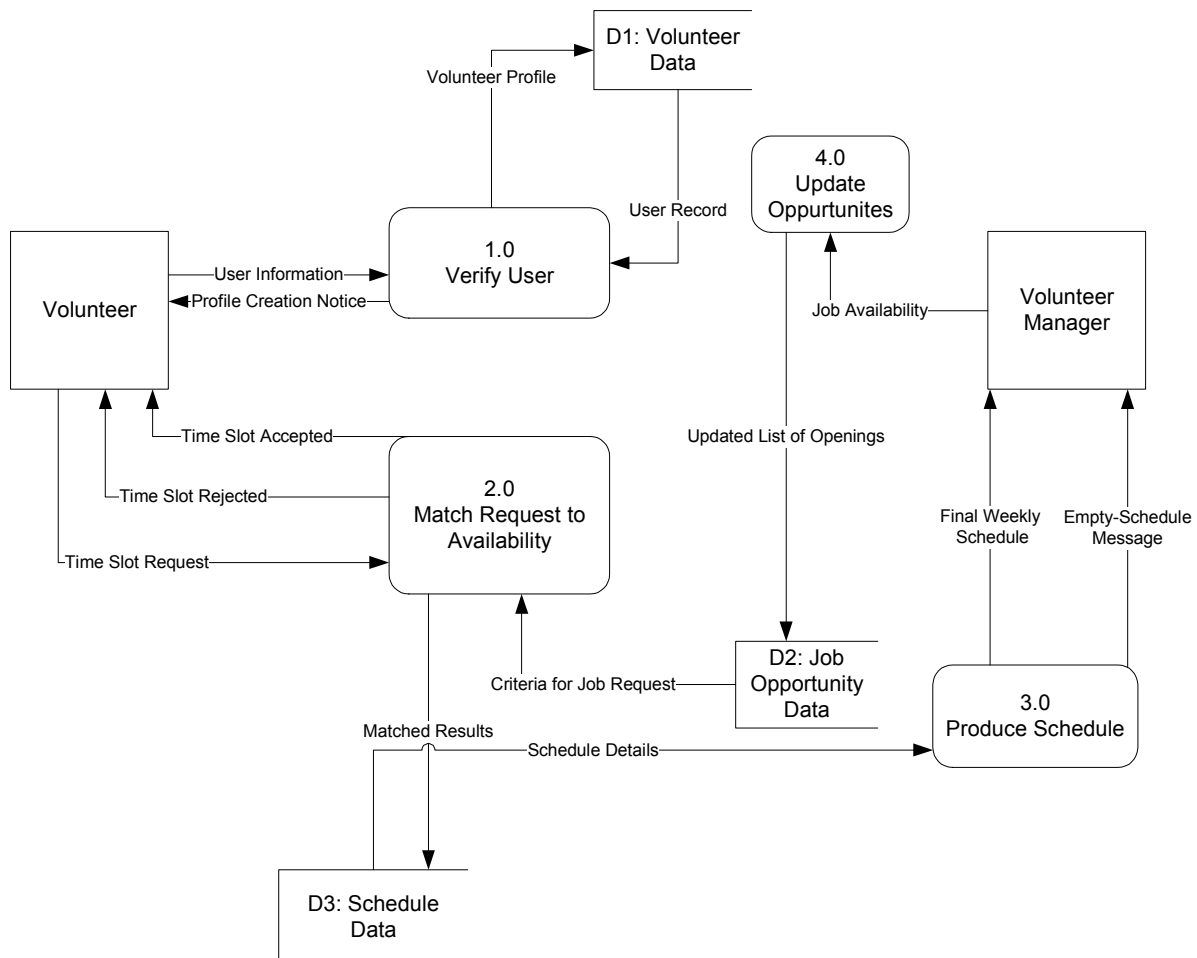 D1: Volunteer
Data
Volunteer Profile
4.0
Update
Oppurtunites
User Record
1.0
Verify User
User Information
Profile Creation Notice
Volunteer
Volunteer
Manager
Job Availability
Time Slot Accepted
Updated List of Openings
2.0
Match Request to
Availability
Time Slot Rejected
Final Weekly
Schedule
Empty-Schedule
Message
Time Slot Request
D2: Job
Opportunity
Data
Criteria for Job Request
3.0
Produce Schedule
Matched Results
Schedule Details
D3: Schedule
Data